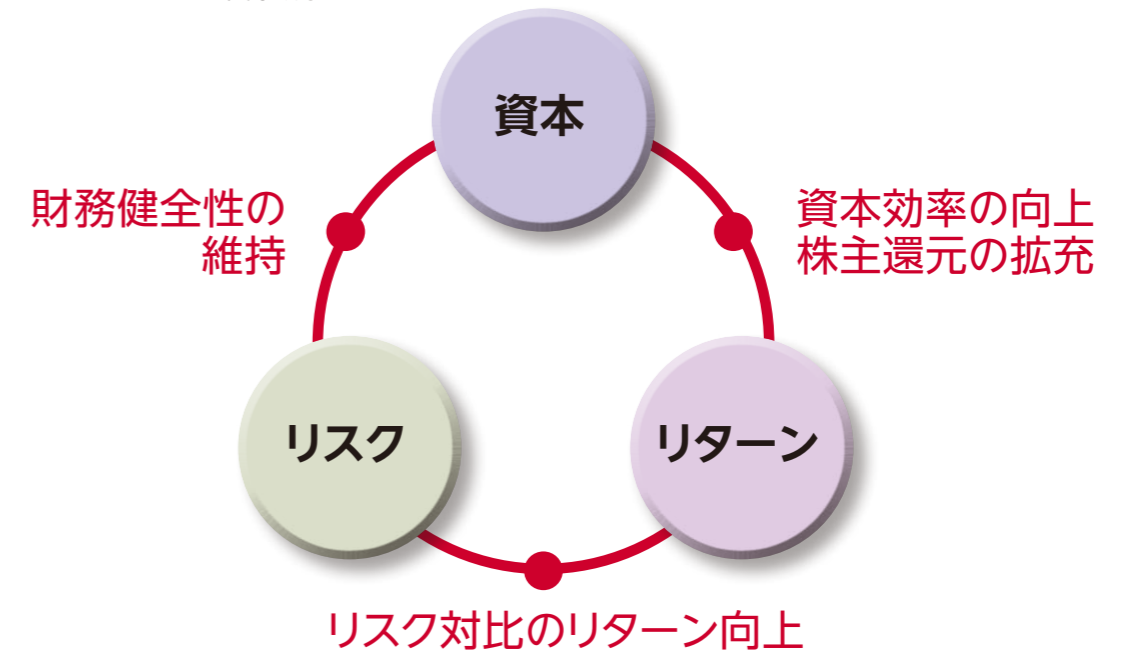 資本
財務健全性の
維持
資本効率の向上
株主還元の拡充
リスク
リターン
リスク対比のリターン向上